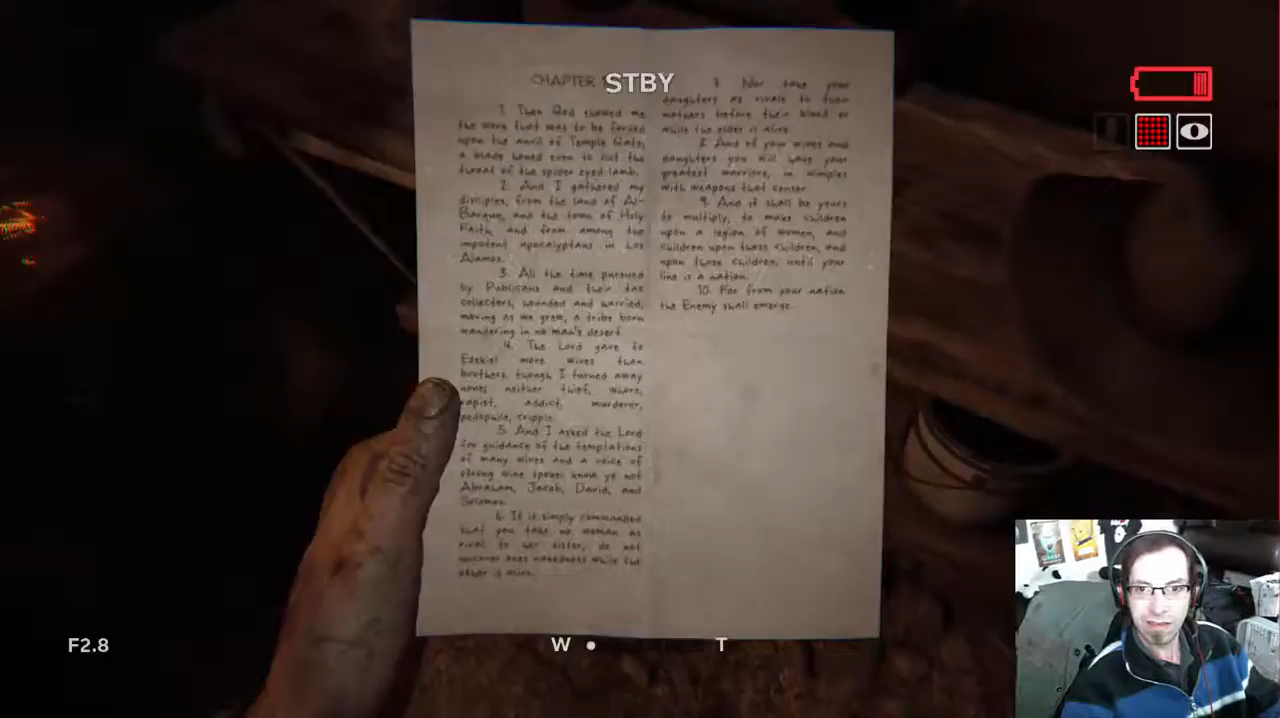 CHAPTER
STBY
1. Then God showed me
the work that was to be forged
upon the anvil of Temple Gate,
a blade honed even to cut the
throat of the spider eyed lamb.
2. And I gathered my
disciples, from the land of Al-
Barque, and the town of Holy
Faith, and from among the
impotent apocalyptans in Los
Alamos.
3. All the time pursued
by Publicans and their tax
collectors, wounded and harried,
moving as we grew, a tribe born
wandering in no man's desert.
4. The Lord gave to
Ezekiel more wives than
brothers, though I turned away
none, neither thief, whore,
rapist, addict, murderer,
pedophile, cripple.
5. And I asked the Lord
for guidance of the temptations
of many wives and a voice of
strong wine spoke: know ye not
Abraham, Jacob, David, and
Solomon.
6. It is simply commanded
that you take no woman as
rival to her sister, do not
uncover ones nakedness while the
other is alive.
7. Nor take your
daughters as rivals to their
mothers before their blood or
while the elder is alive.
8. And of your wives and
daughters you will have your
greatest warriors, in wimples
with weapons that censer.
9. And it shall be yours
to multiply, to make children
upon a legion of women, and
children upon those children, and
upon those children, until your
line is a nation.
10. For from your nation
the Enemy shall emerge.
F2.8
W
T